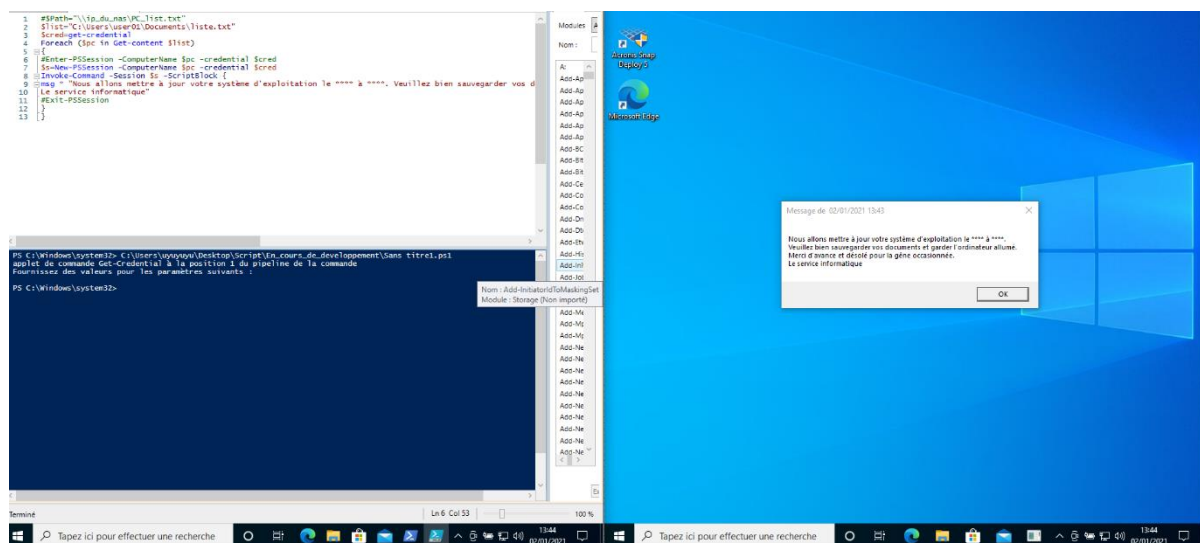 1 #$Path="\\ip_du_nas\PC_list.txt"
2 $list="C:\Users\user01\Documents\liste.txt"
3 $cred=get-credential
4 Foreach ($pc in Get-content $list)
5 {
6 #Enter-PSSession -ComputerName $pc -credential $cred
7 $s=New-PSSession -ComputerName $pc -credential $cred
8 Invoke-Command -Session $s -ScriptBlock {
9 msg * "Nous allons mettre à jour votre système d'exploitation le **** à ****. Veuillez bien sauvegarder vos d
10 Le service informatique"
11 #Exit-PSSession
12 }
13 }
PS C:\Windows\system32> C:\Users\uyuyuyu\Desktop\Script\En_cours_de_developpement\Sans titre1.ps1
applet de commande Get-Credential à la position 1 du pipeline de la commande
Fournissez des valeurs pour les paramètres suivants :
PS C:\Windows\system32>
Terminé
Ln 6 Col 53
100 %
Modules
Nom :
A:
Add-Ap
Add-Ap
Add-Ap
Add-Ap
Add-Ap
Add-Ap
Add-BC
Add-Bit
Add-Bit
Add-Ce
Add-Co
Add-Co
Add-Dn
Add-Dt
Add-Eth
Add-His
Add-Ini
Add-Jot
Nom : Add-InitiatorIdToMaskingSet
Module : Storage (Non importé)
Add-Me
Add-Mp
Add-Mp
Add-Ne
Add-Ne
Add-Ne
Add-Ne
Add-Ne
Add-Ne
Add-Ne
Add-Ne
Add-Ne
Add-Ne
Tapez ici pour effectuer une recherche
13:44
02/01/2021
Acronis Snap
Deploy 5
Microsoft Edge
Message de 02/01/2021 13:43
Nous allons mettre à jour votre système d'exploitation le **** à ****.
Veuillez bien sauvegarder vos documents et garder l'ordinateur allumé.
Merci d'avance et désolé pour la gêne occasionnée.
Le service informatique
OK
Tapez ici pour effectuer une recherche
13:44
02/01/2021